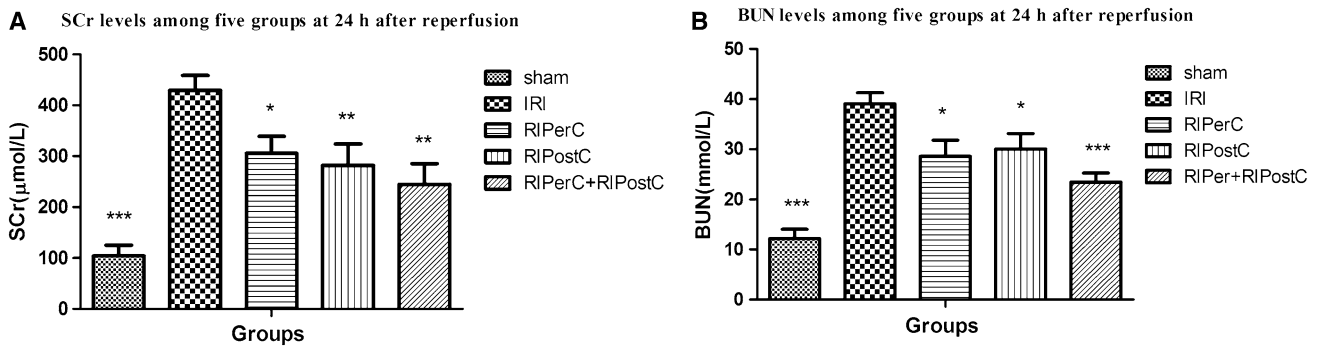 A
SCr levels among five groups at 24 h after reperfusion
SCr(μmol/L)
500
400
300
200
100
0
***
*
**
**
Groups
sham
IRI
RIPerC
RIPostC
RIPerC+RIPostC
B
BUN levels among five groups at 24 h after reperfusion
BUN(mmol/L)
50
40
30
20
10
0
***
*
*
***
Groups
sham
IRI
RIPerC
RIPostC
RIPer+RIPostC